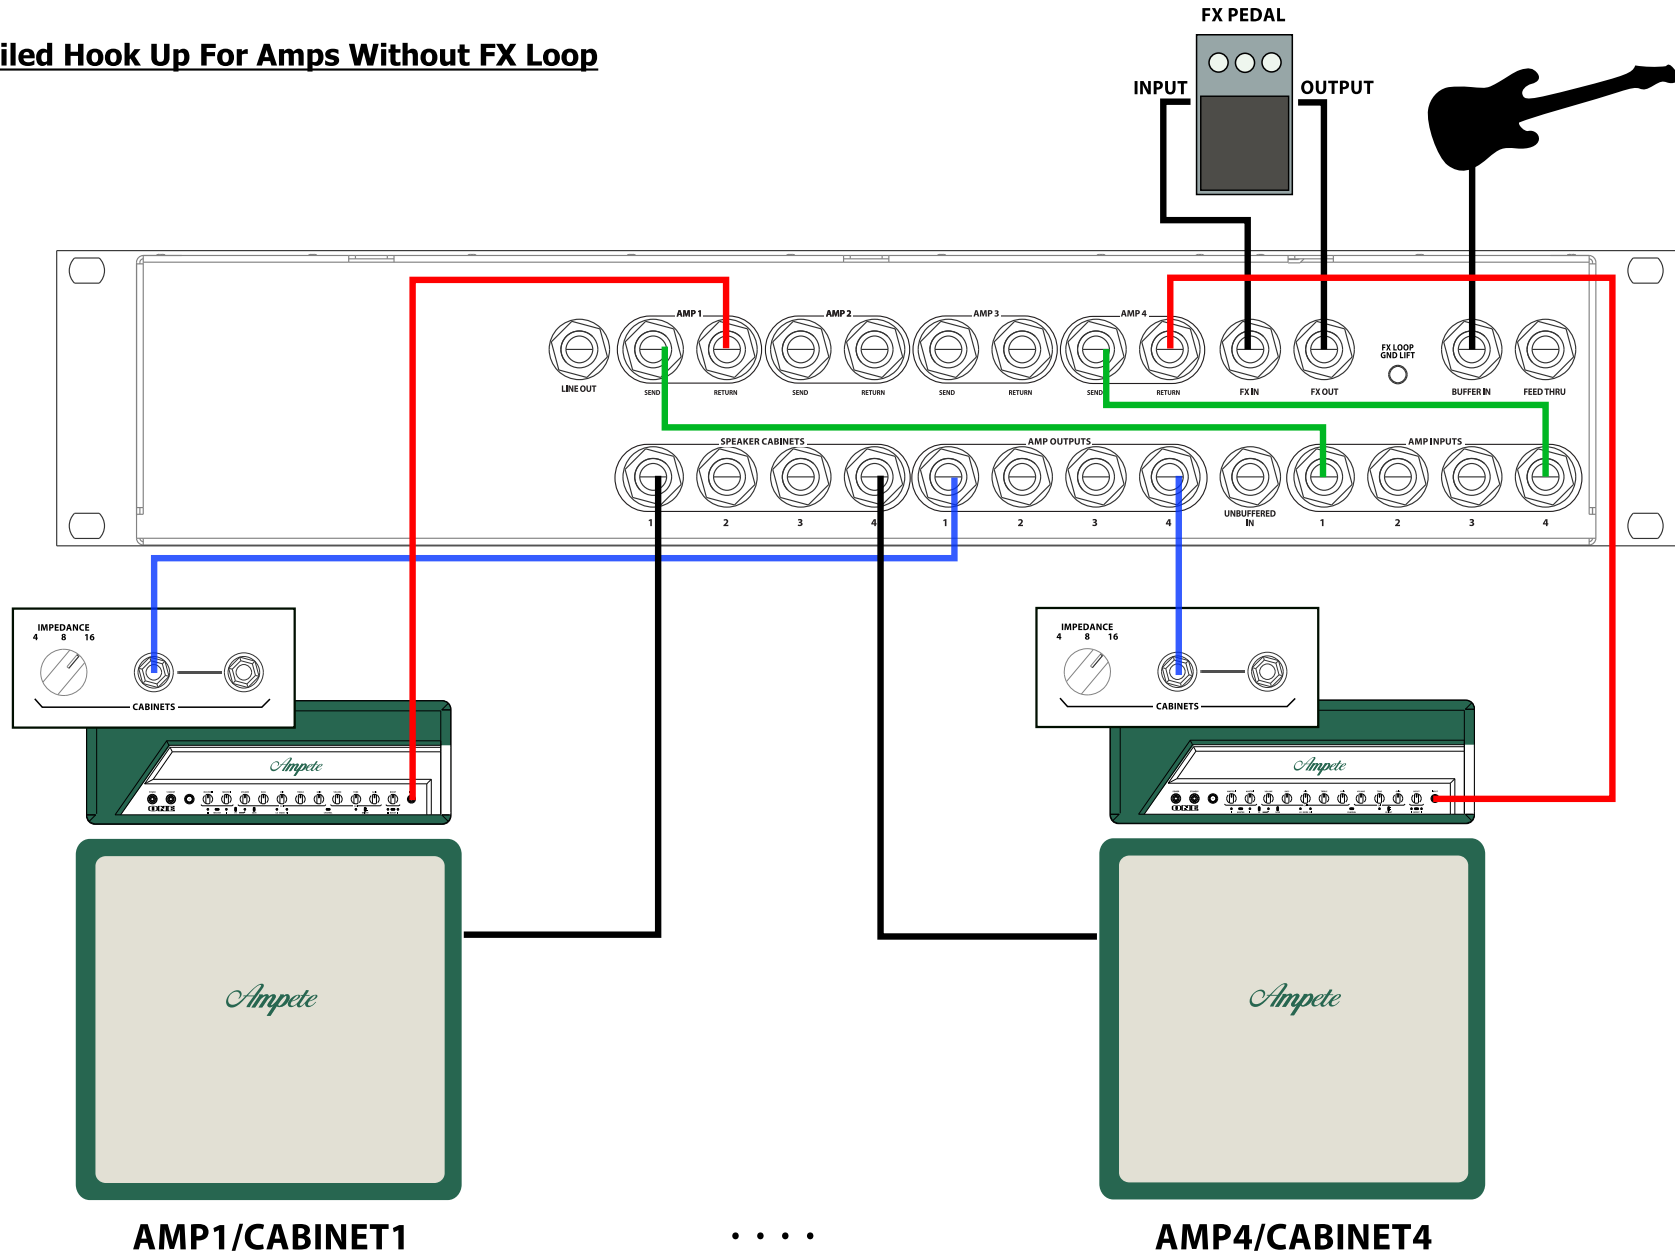 FX PEDAL
iled Hook Up For Amps Without FX Loop
INPUT OUTPUT
AMP 1 AMP 2 AMP 3 AMP 4
LINE OUT
SEND RETURN SEND RETURN SEND RETURN SEND RETURN
FX IN FX OUT
FX LOOP
GND LIFT
BUFFER IN FEED THRU
SPEAKER CABINETS AMP OUTPUTS AMP INPUTS
UNBUFFERED
IN
1 2 3 4 1 2 3 4 1 2 3 4
IMPEDANCE
4 8 16
CABINETS
IMPEDANCE
4 8 16
CABINETS
Ampete
ONE
Ampete
ONE
Ampete
Ampete
AMP1/CABINET1 . . . . AMP4/CABINET4